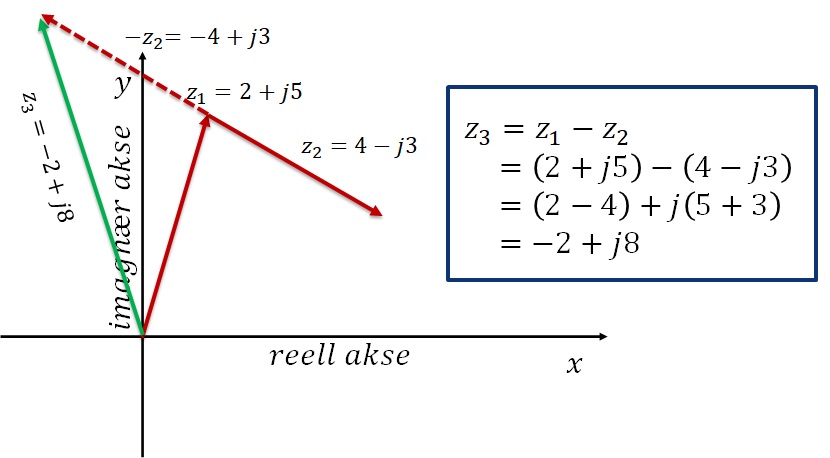 −z₂= −4 + j3
y
z₁ = 2 + j5
z₂ = 4 − j3
z₃ = −2 + j8
imagnær akse
reell akse
x
z₃ = z₁ − z₂
= (2 + j5) − (4 − j3)
= (2 − 4) + j(5 + 3)
= −2 + j8